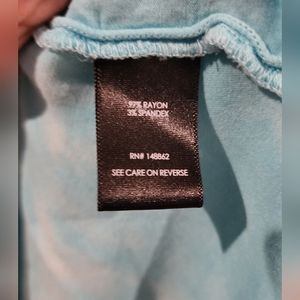 97% RAYON
3% SPANDEX
RN# 148862
SEE CARE ON REVERSE